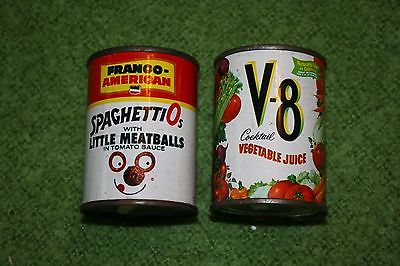 FRANCO-
AMERICAN
SPAGHETTIOs
WITH
LITTLE MEATBALLS
IN TOMATO SAUCE
V-8
Cocktail
VEGETABLE JUICE